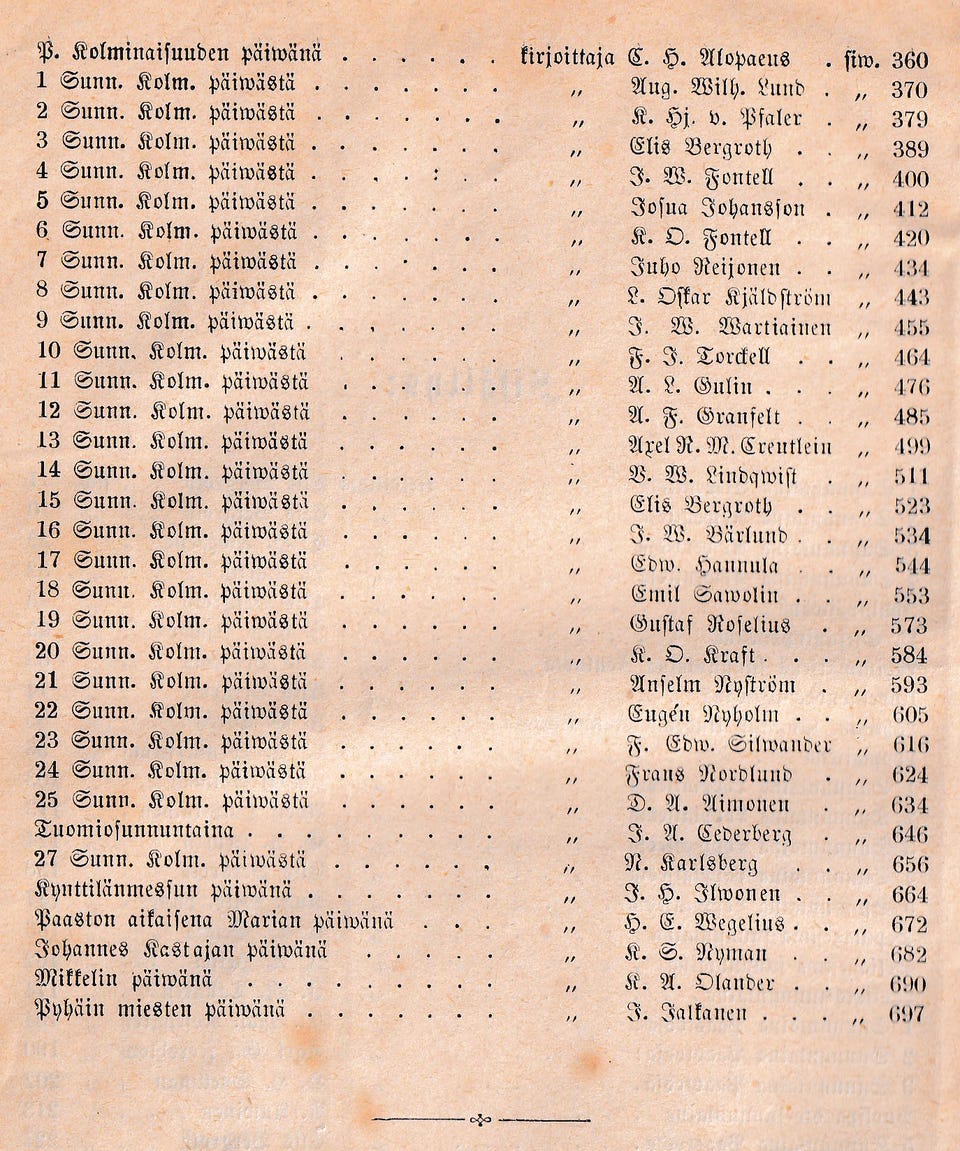 P. Kolminaisuuden päiwänä . . . . . . kirjoittaja C. H. Alopaeus . siw. 360
1 Sunn. Kolm. päiwästä . . . . . . . „ Aug. Wilh. Lund . „ 370
2 Sunn. Kolm. päiwästä . . . . . . . „ K. Hj. v. Pfaler . „ 379
3 Sunn. Kolm. päiwästä . . . . . . . „ Elis Bergroth . . „ 389
4 Sunn. Kolm. päiwästä . . . . : . . „ J. W. Fontell . . „ 400
5 Sunn. Kolm. päiwästä . . . . . . . „ Josua Johansson . „ 412
6 Sunn. Kolm. päiwästä . . . . . . . „ K. O. Fontell . . „ 420
7 Sunn. Kolm. päiwästä . . . . . . . „ Juho Reijonen . . „ 434
8 Sunn. Kolm. päiwästä . . . . . . . „ L. Oskar Kjäldström „ 443
9 Sunn. Kolm. päiwästä . . . . . . . „ J. W. Wartiainen „ 455
10 Sunn. Kolm. päiwästä . . . . . . „ F. J. Torckell . . „ 464
11 Sunn. Kolm. päiwästä . . . . . . „ A. L. Gulin . . . „ 476
12 Sunn. Kolm. päiwästä . . . . . . „ A. F. Granfelt . . „ 485
13 Sunn. Kolm. päiwästä . . . . . . „ Axel R. M. Creutlein „ 499
14 Sunn. Kolm. päiwästä . . . . . . „ V. W. Lindqwist . „ 511
15 Sunn. Kolm. päiwästä . . . . . . „ Elis Bergroth . . „ 523
16 Sunn. Kolm. päiwästä . . . . . . „ J. W. Bärlund . . „ 534
17 Sunn. Kolm. päiwästä . . . . . . „ Edw. Hannula . . „ 544
18 Sunn. Kolm. päiwästä . . . . . . „ Emil Sawolin . . „ 553
19 Sunn. Kolm. päiwästä . . . . . . „ Gustaf Roselius . „ 573
20 Sunn. Kolm. päiwästä . . . . . . „ K. O. Kraft . . . „ 584
21 Sunn. Kolm. päiwästä . . . . . . „ Anselm Nyström . „ 593
22 Sunn. Kolm. päiwästä . . . . . . „ Eugén Nyholm . . „ 605
23 Sunn. Kolm. päiwästä . . . . . . „ F. Edw. Silwander „ 616
24 Sunn. Kolm. päiwästä . . . . . . „ Frans Nordlund . „ 624
25 Sunn. Kolm. päiwästä . . . . . . „ D. A. Aimonen . „ 634
Tuomiosunnuntaina . . . . . . . . . „ J. A. Cederberg . „ 646
27 Sunn. Kolm. päiwästä . . . . . . „ N. Karlsberg . „ 656
Kynttilänmessun päiwänä . . . . . . . „ J. H. Ilwonen . . „ 664
Paaston aikaisena Marian päiwänä . . . „ H. E. Wegelius . . „ 672
Johannes Kastajan päiwänä . . . . . „ K. S. Nyman . . „ 682
Mikkelin päiwänä . . . . . . . . . „ K. A. Olander . . „ 690
Pyhäin miesten päiwänä . . . . . . . „ J. Jalkanen . . . „ 697